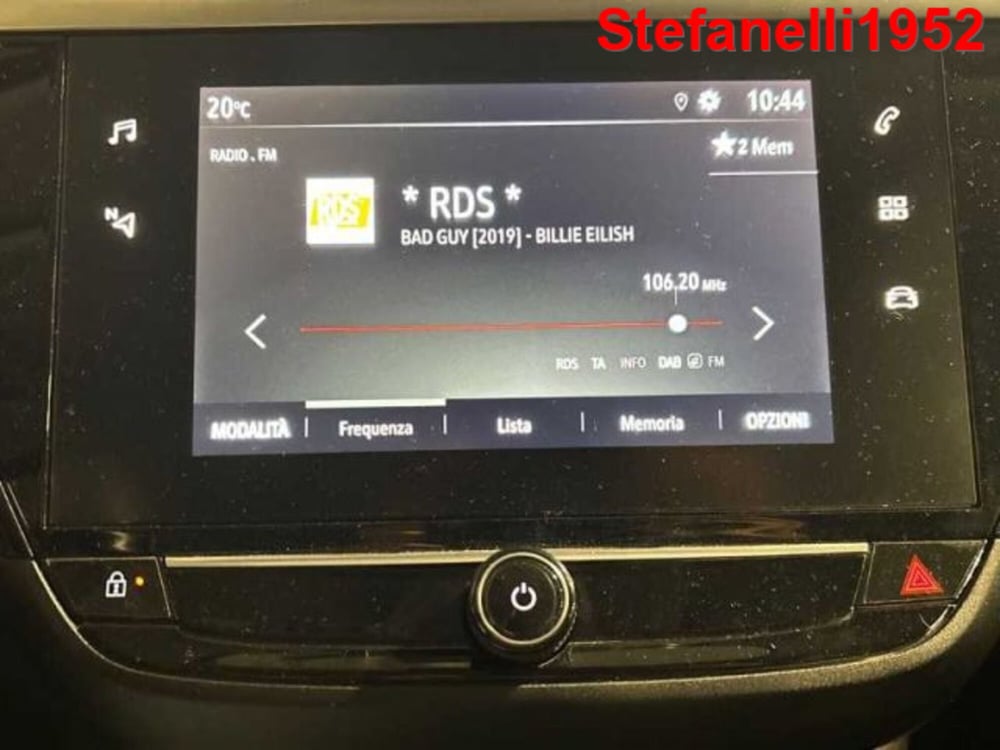 Stefanelli1952
20°C
10:44
RADIO . FM
2 Mem
RDS
* RDS *
BAD GUY [2019] - BILLIE EILISH
106.20 MHz
RDS TA INFO DAB FM
MODALITÀ | Frequenza | Lista | Memoria | OPZIONI
N